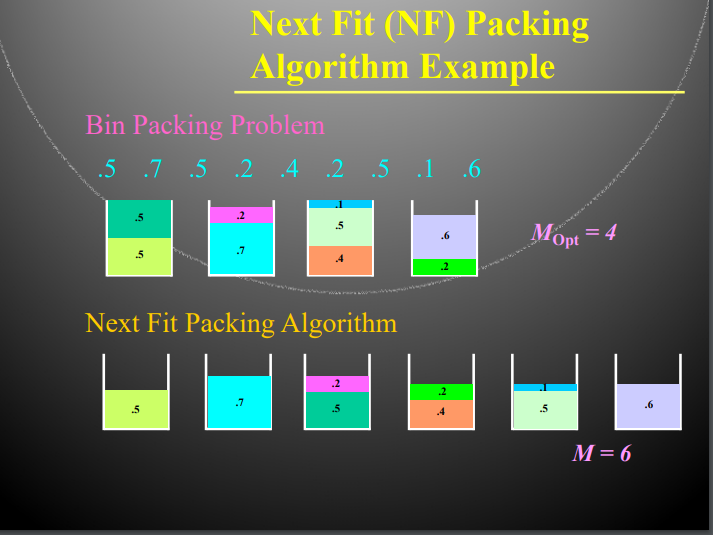 Next Fit (NF) Packing
Algorithm Example
Bin Packing Problem
.5 .7 .5 .2 .4 .2 .5 .1 .6
.5
.5
.2
.7
.1
.5
.4
.6
.2
MOpt = 4
Next Fit Packing Algorithm
.5
.7
.2
.5
.2
.4
.1
.5
.6
M = 6